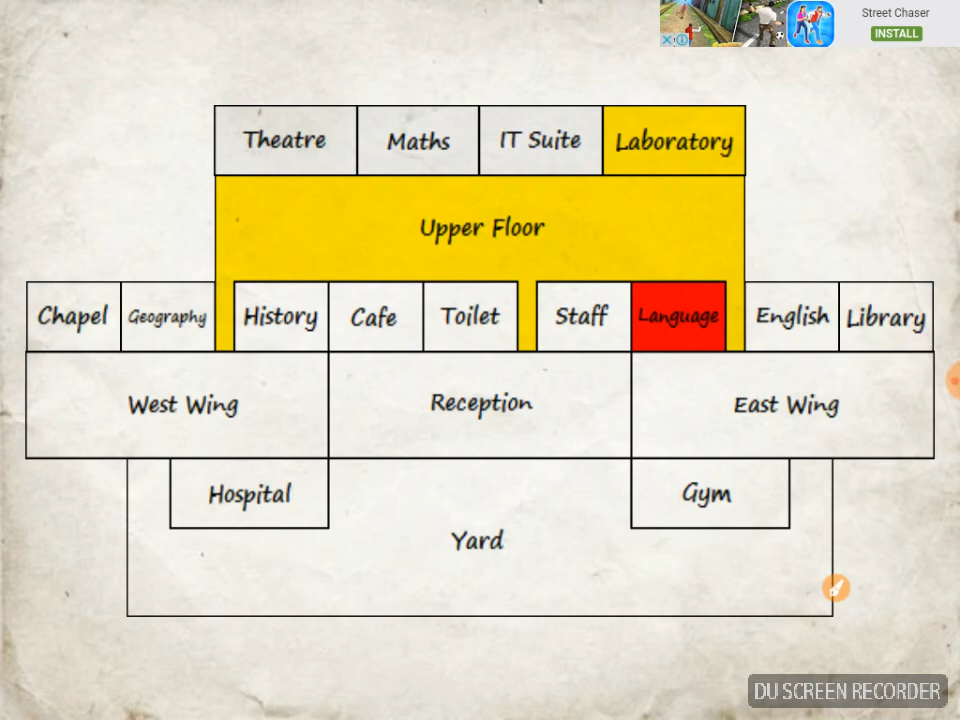 Street Chaser
INSTALL
Theatre
Maths
IT Suite
Laboratory
Upper Floor
Chapel
Geography
History
Cafe
Toilet
Staff
Language
English
Library
West Wing
Reception
East Wing
Hospital
Gym
Yard
DU SCREEN RECORDER